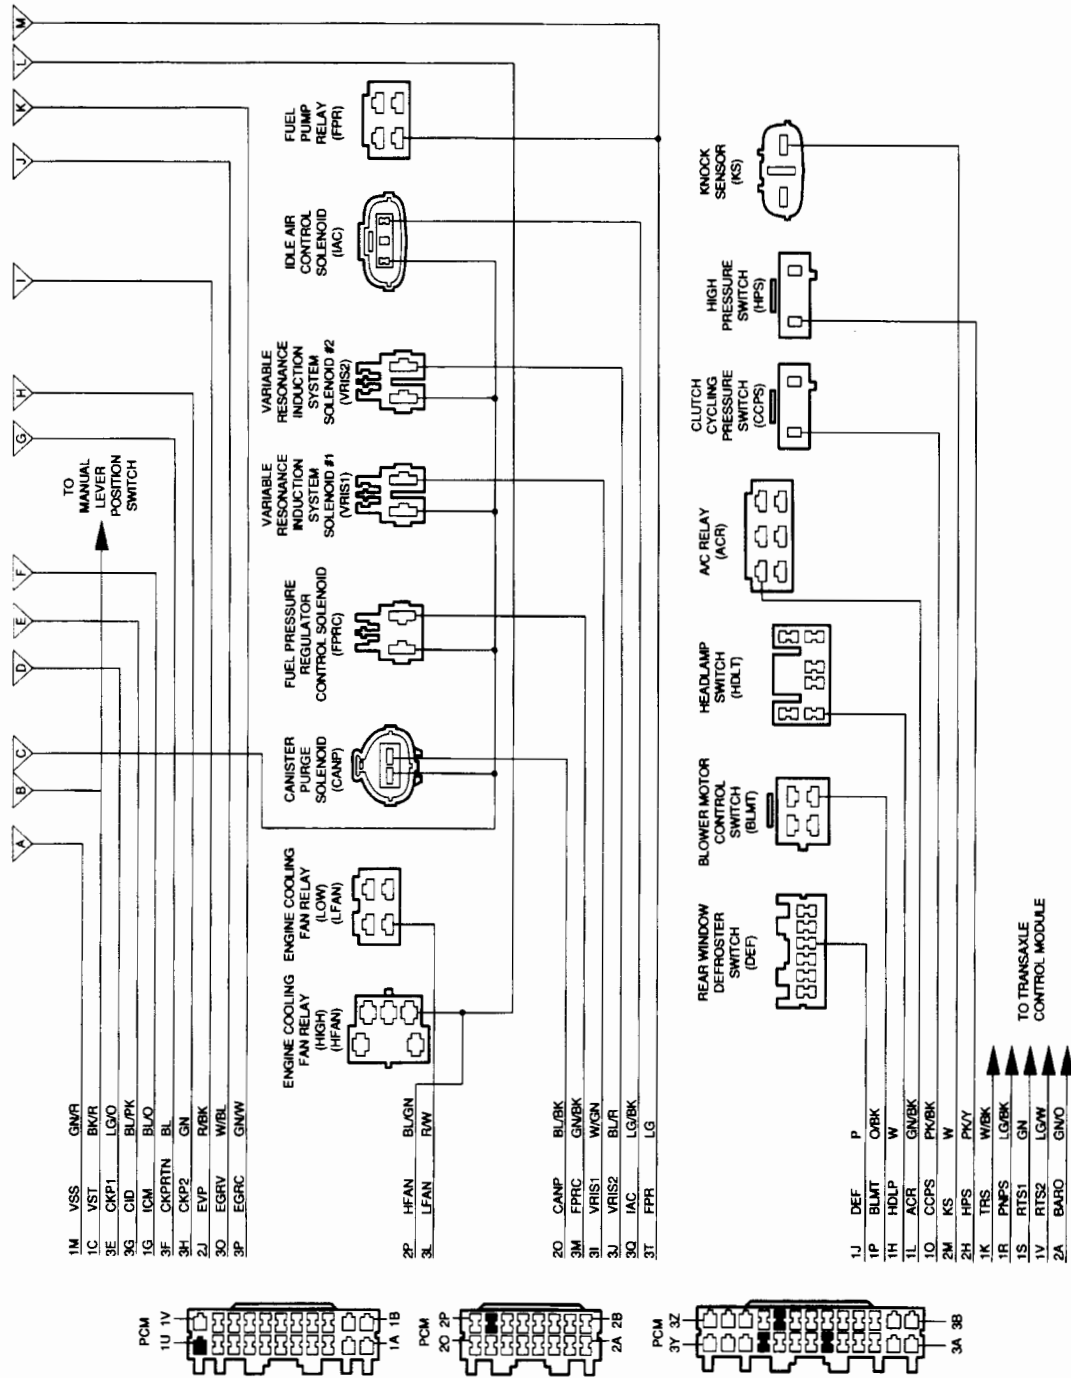 A
B
C
D
E
F
G
H
I
J
K
L
M
TO
MANUAL
LEVER
POSITION
SWITCH
1M VSS GN/R
1C VST BK/R
3E CKP1 LG/O
3G CID BL/PK
1G ICM BL/O
3F CKPRTN BL
3H CKP2 GN
2J EVP R/BK
3O EGRV W/BL
3P EGRC GN/W
ENGINE COOLING
FAN RELAY
(HIGH)
(HFAN)
ENGINE COOLING
FAN RELAY
(LOW)
(LFAN)
CANISTER
PURGE
SOLENOID
(CANP)
FUEL PRESSURE
REGULATOR
CONTROL SOLENOID
(FPRC)
VARIABLE
RESONANCE
INDUCTION
SYSTEM
SOLENOID #1
(VRIS1)
VARIABLE
RESONANCE
INDUCTION
SYSTEM
SOLENOID #2
(VRIS2)
IDLE AIR
CONTROL
SOLENOID
(IAC)
FUEL
PUMP
RELAY
(FPR)
2P HFAN BL/GN
3L LFAN R/W
2O CANP BL/BK
3M FPRC GN/BK
3I VRIS1 W/GN
3J VRIS2 BL/R
3Q IAC LG/BK
3T FPR LG
REAR WINDOW
DEFROSTER
SWITCH
(DEF)
BLOWER MOTOR
CONTROL
SWITCH
(BLMT)
HEADLAMP
SWITCH
(HDLT)
A/C RELAY
(ACR)
CLUTCH
CYCLING
PRESSURE
SWITCH
(CCPS)
HIGH
PRESSURE
SWITCH
(HPS)
KNOCK
SENSOR
(KS)
1J DEF P
1P BLMT O/BK
1H HDLP W
1L ACR GN/BK
1O CCPS PK/BK
2M KS W
2H HPS PK/Y
1K TRS W/BK
1R PNPS LG/BK
1S RTS1 GN
1V RTS2 LG/W
2A BARO GN/O
TO TRANSAXLE
CONTROL MODULE
PCM
1U 1V
1A 1B
PCM
2O 2P
2A 2B
PCM
3Y 3Z
3A 3B